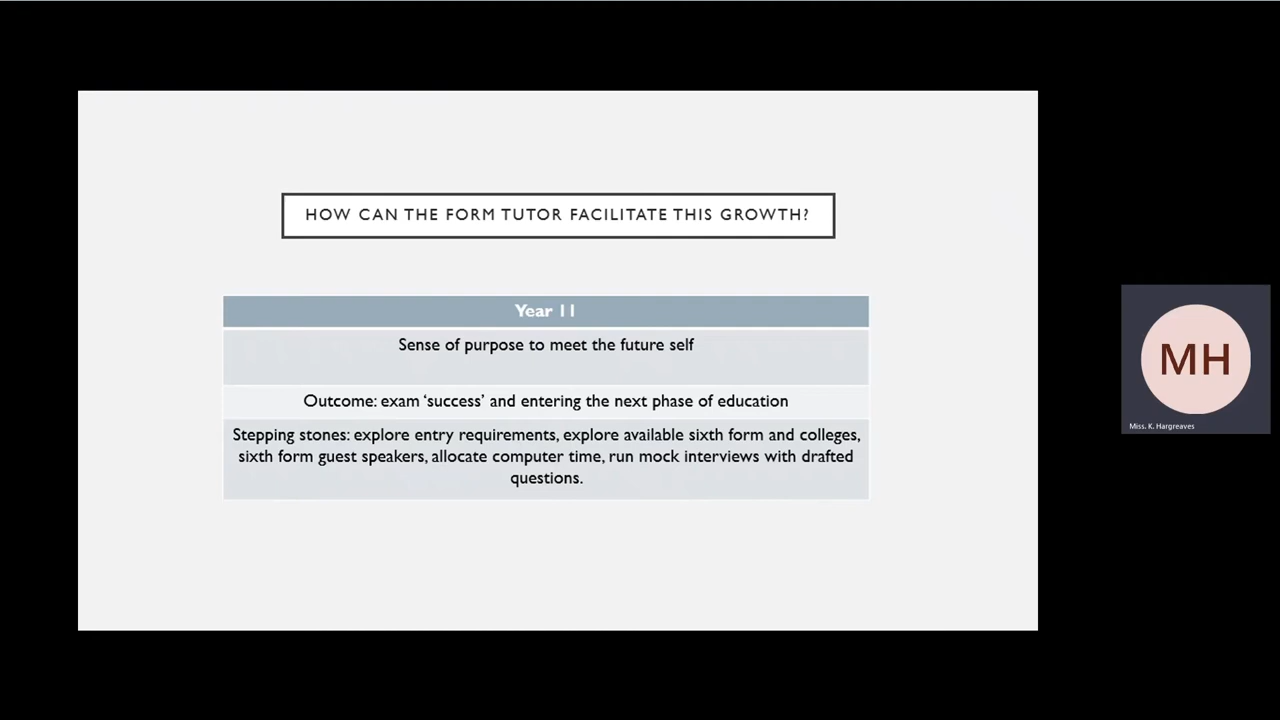 HOW CAN THE FORM TUTOR FACILITATE THIS GROWTH?
Year 11
Sense of purpose to meet the future self
Outcome: exam ‘success’ and entering the next phase of education
Stepping stones: explore entry requirements, explore available sixth form and colleges,
sixth form guest speakers, allocate computer time, run mock interviews with drafted
questions.
MH
Miss. K. Hargreaves